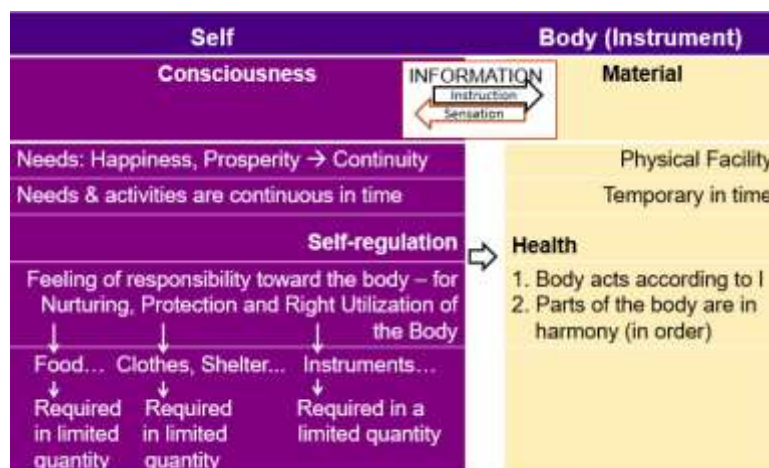 Self
Body (Instrument)
Consciousness
INFORMATION
Instruction
Sensation
Material
Needs: Happiness, Prosperity → Continuity
Physical Facility
Needs & activities are continuous in time
Temporary in time
Self-regulation
Health
Feeling of responsibility toward the body – for
Nurturing, Protection and Right Utilization of
the Body
1. Body acts according to I
2. Parts of the body are in
harmony (in order)
Food… Clothes, Shelter... Instruments…
Required
in limited
quantity
Required
in limited
quantity
Required in a
limited quantity